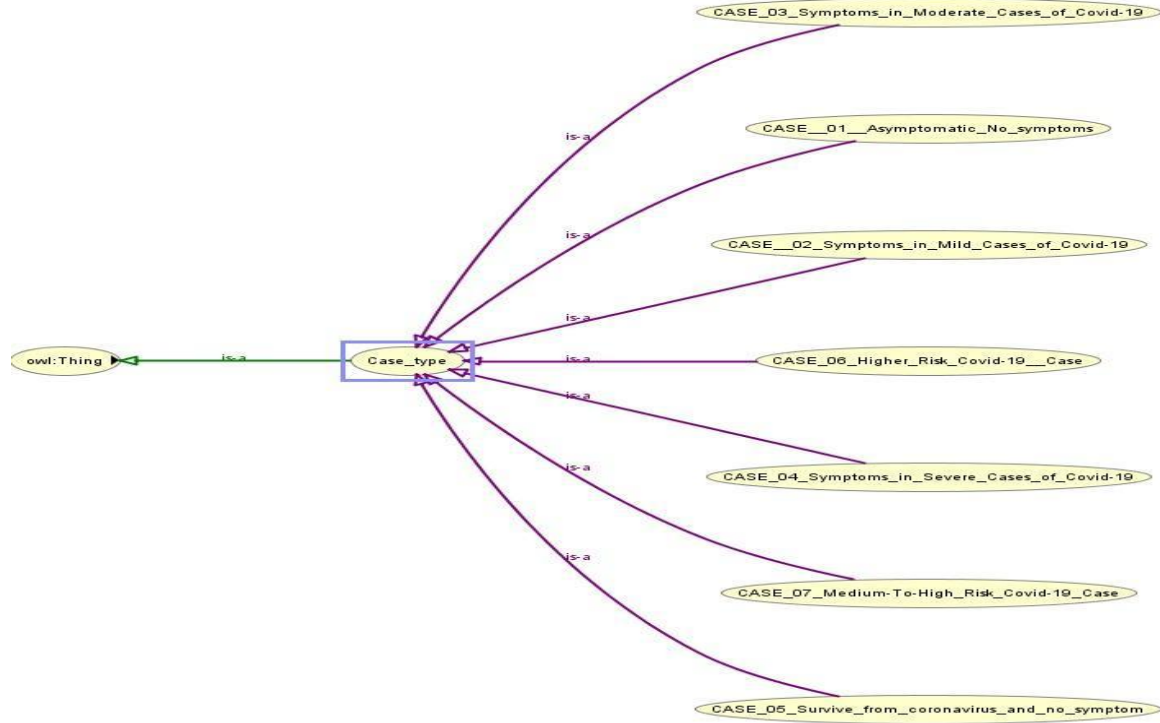 CASE_03_Symptoms_in_Moderate_Cases_of_Covid-19
is-a
CASE__01__Asymptomatic_No_symptoms
is-a
CASE__02_Symptoms_in_Mild_Cases_of_Covid-19
is-a
owl:Thing
is-a
Case_type
is-a
CASE_06_Higher_Risk_Covid-19__Case
is-a
CASE_04_Symptoms_in_Severe_Cases_of_Covid-19
is-a
CASE_07_Medium-To-High_Risk_Covid-19_Case
is-a
CASE_05_Survive_from_coronavirus_and_no_symptom